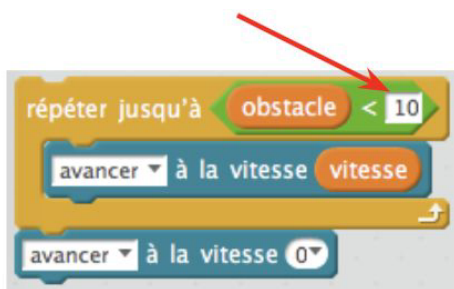 répéter jusqu'à obstacle < 10
avancer à la vitesse vitesse
avancer à la vitesse 0